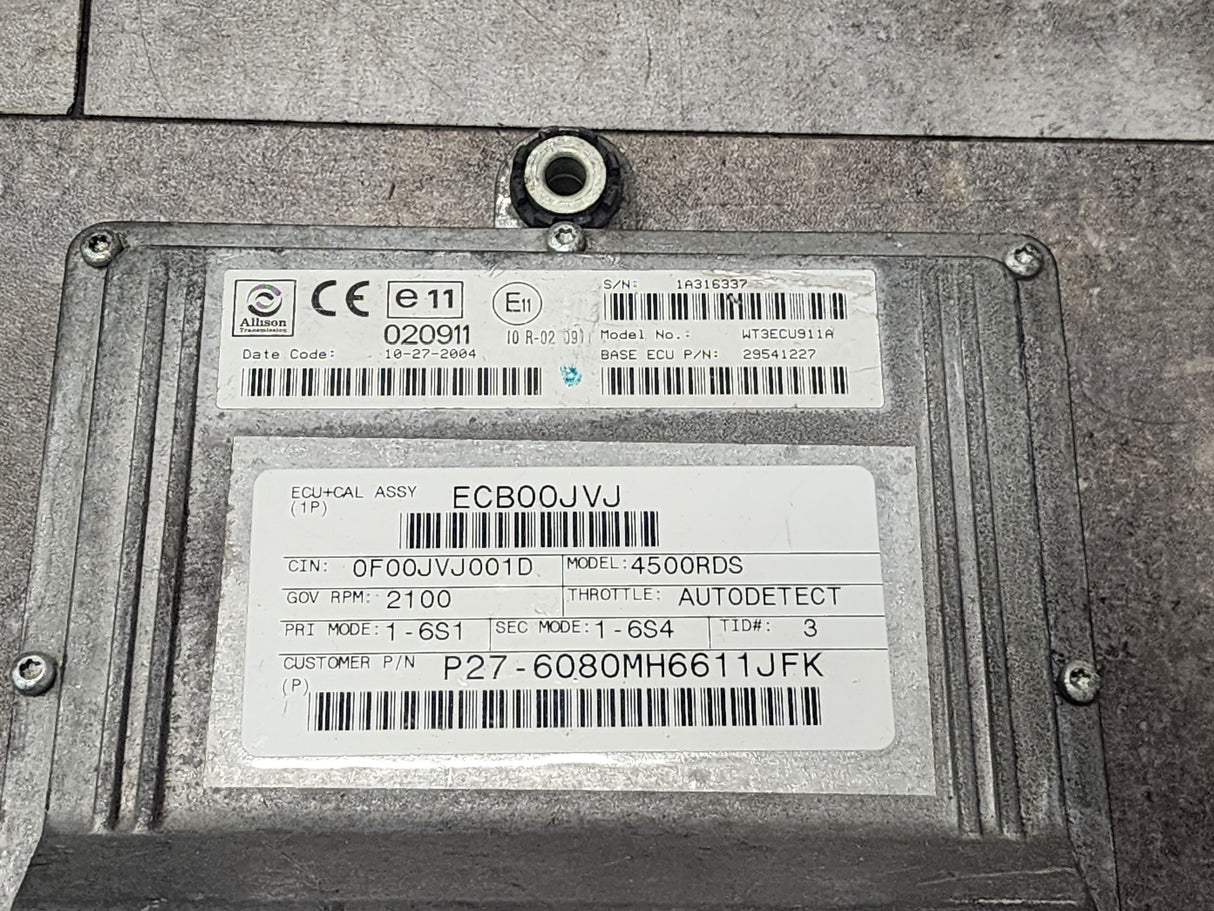 Allison
Transmission
CE
e 11
020911
E11
10 R-02
Date Code: 10-27-2004
S/N: 1A316337
Model No.: WT3ECU911A
BASE ECU P/N: 29541227
ECU+CAL ASSY ECB00JVJ
(1P)
CIN: 0F00JVJ001D MODEL: 4500RDS
GOV RPM: 2100 THROTTLE: AUTODETECT
PRI MODE: 1-6S1 SEC MODE: 1-6S4 TID#: 3
CUSTOMER P/N P27-6080MH6611JFK
(P)